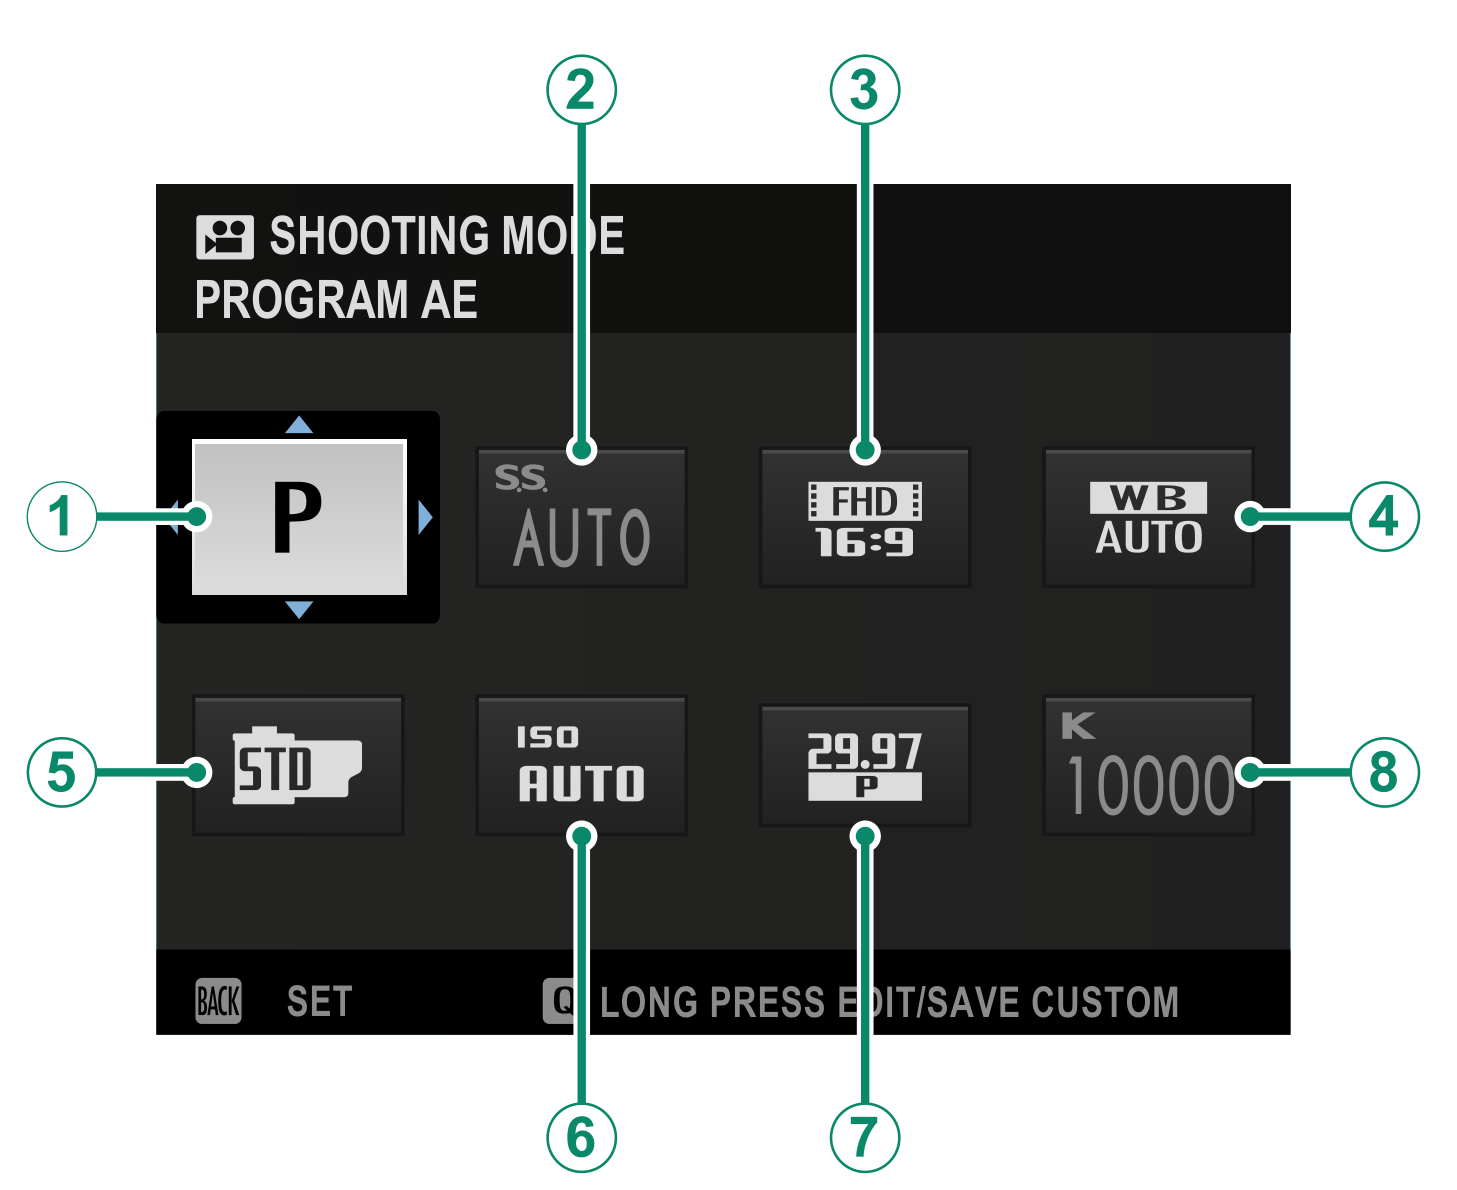 2 3
SHOOTING MODE
PROGRAM AE
1 P S.S. AUTO FHD 16:9 WB AUTO 4
5 STD ISO AUTO 29.97 P K 10000 8
BACK SET Q LONG PRESS EDIT/SAVE CUSTOM
6 7